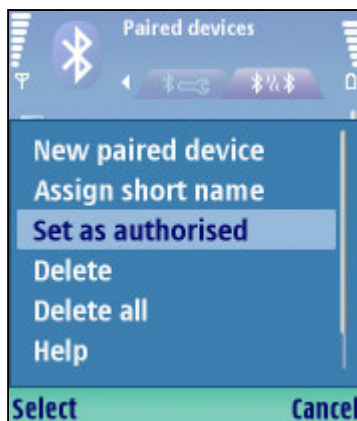 Paired devices
New paired device
Assign short name
Set as authorised
Delete
Delete all
Help
Select Cancel